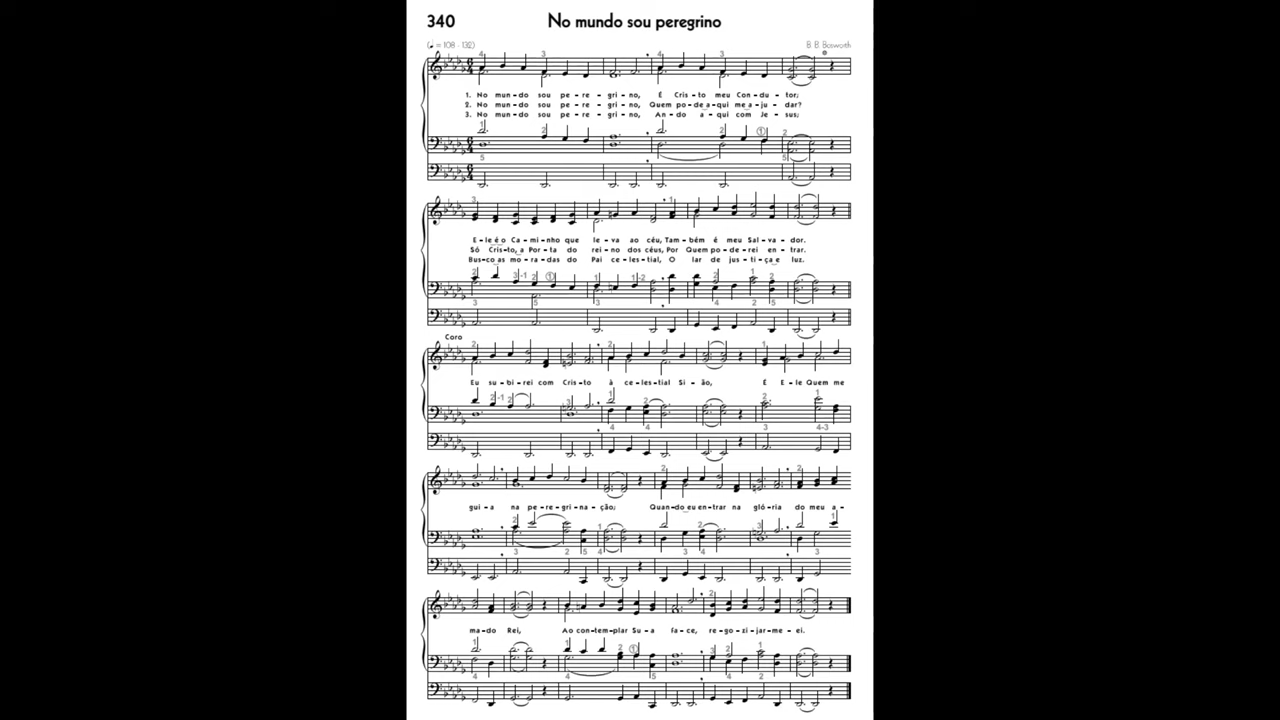 340 No mundo sou peregrino
(♩. = 108 - 132) B. B. Bosworth
1. No mun-do sou pe-re-gri-no, É Cris-to meu Con-du-tor;
2. No mun-do sou pe-re-gri-no, Quem po-de a-qui me a-ju-dar?
3. No mun-do sou pe-re-gri-no, An-do a-qui com Je-sus;
E-le é o Ca-mi-nho que le-va ao céu, Tam-bém é meu Sal-va-dor.
Só Cris-to, a Por-ta do rei-no dos céus, Por Quem po-de-rei en-trar.
Bus-co as mo-ra-das do Pai ce-les-tial, O lar de jus-ti-ça e luz.
Coro
Eu su-bi-rei com Cris-to à ce-les-tial Si-ão, É E-le Quem me
gui-a na pe-re-gri-na-ção; Quan-do eu en-trar na gló-ria do meu a-
ma-do Rei, Ao con-tem-plar Su-a fa-ce, re-go-zi-jar-me-ei.